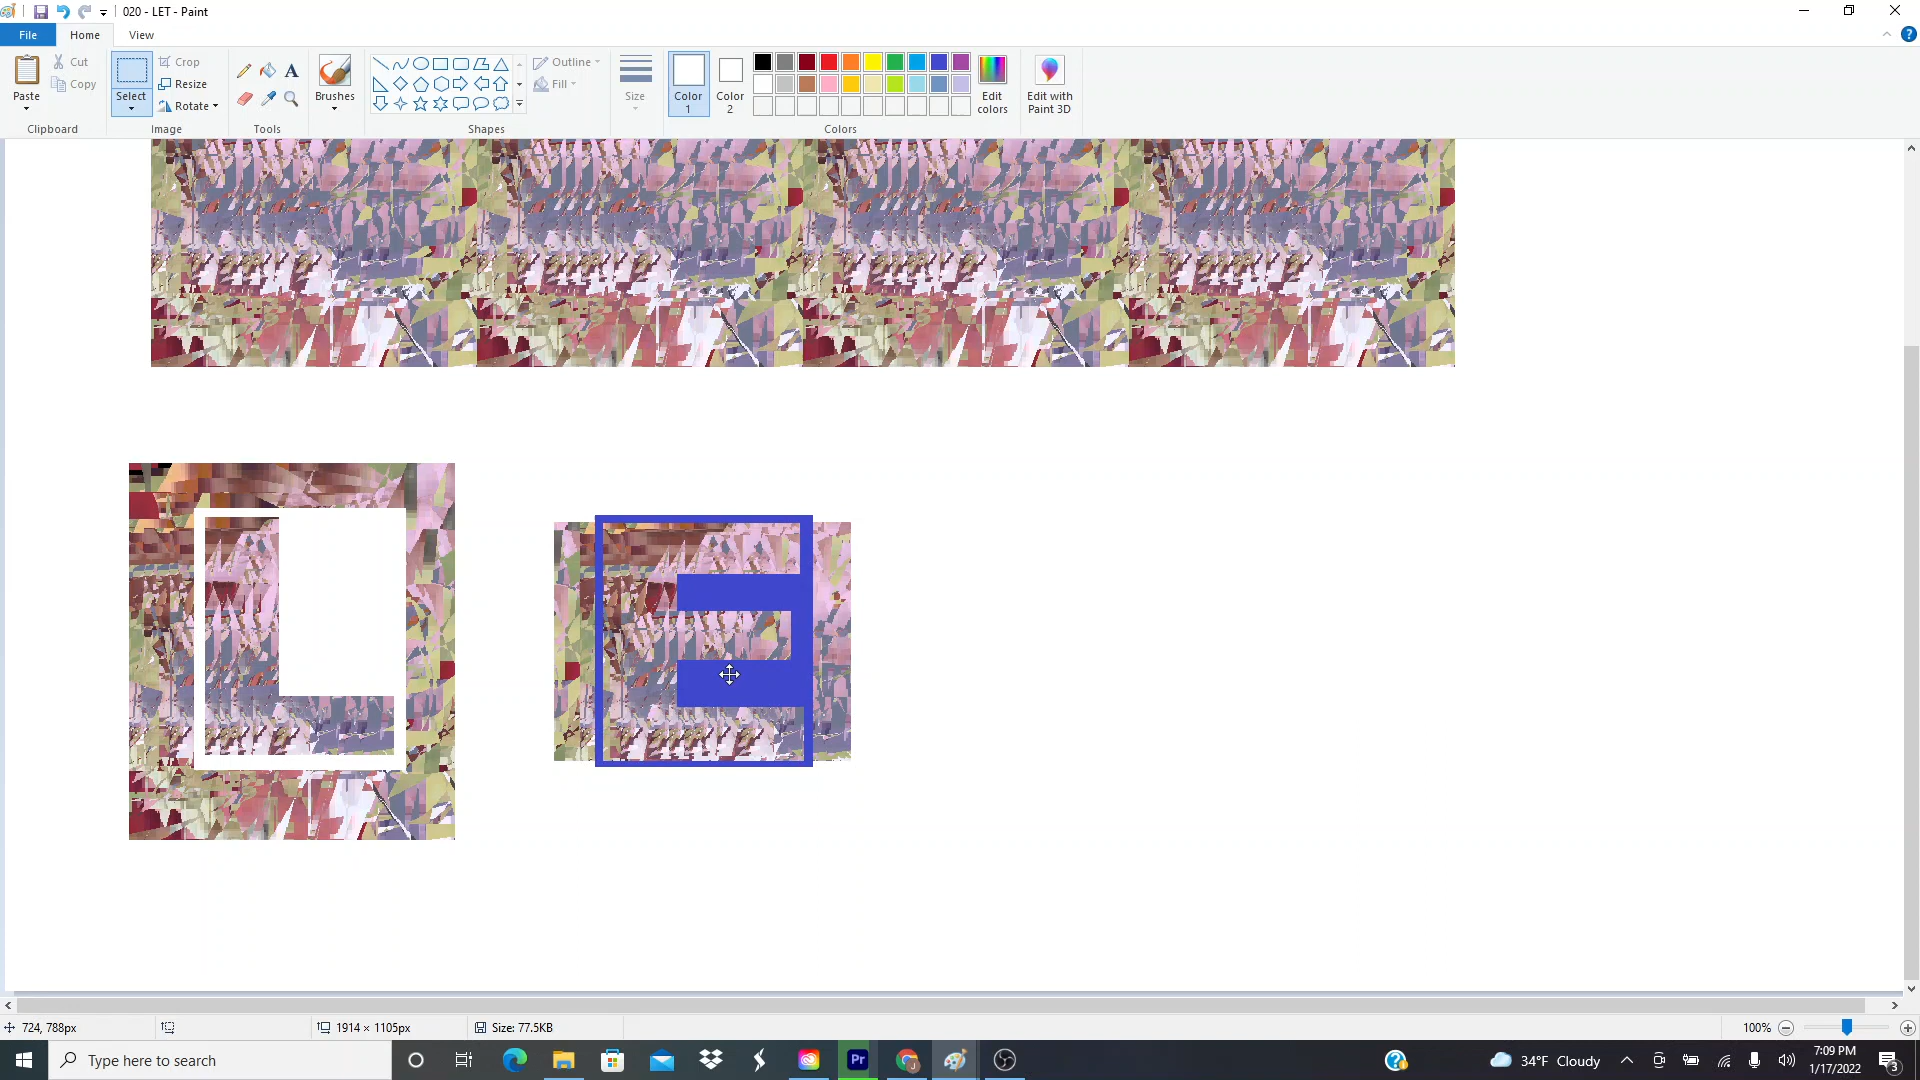 020 - LET - Paint
File Home View
Paste Cut Copy Clipboard
Select Crop Resize Rotate Image
A Tools
Brushes
Shapes Outline Fill
Size
Color 1 Color 2 Edit colors Colors
Edit with Paint 3D
L
E
724, 788px 1914 × 1105px Size: 77.5KB 100%
Type here to search Pr 34°F Cloudy 7:09 PM 1/17/2022 3